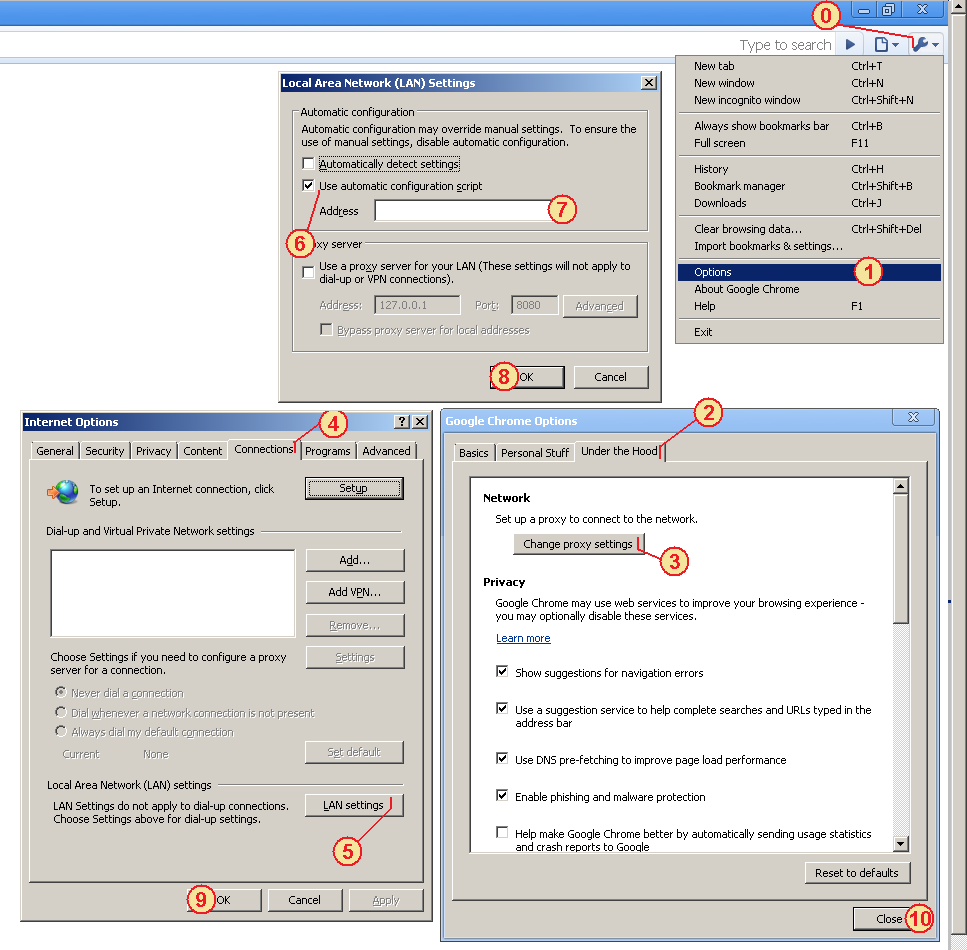 0
Type to search
New tab Ctrl+T
New window Ctrl+N
New incognito window Ctrl+Shift+N
Always show bookmarks bar Ctrl+B
Full screen F11
History Ctrl+H
Bookmark manager Ctrl+Shift+B
Downloads Ctrl+J
Clear browsing data... Ctrl+Shift+Del
Import bookmarks & settings...
Options 1
About Google Chrome
Help F1
Exit
Local Area Network (LAN) Settings
Automatic configuration
Automatic configuration may override manual settings. To ensure the
use of manual settings, disable automatic configuration.
Automatically detect settings
Use automatic configuration script
Address 7
6 xy server
Use a proxy server for your LAN (These settings will not apply to
dial-up or VPN connections).
Address: 127.0.0.1 Port: 8080 Advanced
Bypass proxy server for local addresses
8 OK Cancel
Internet Options ? 4
General Security Privacy Content Connections Programs Advanced
To set up an Internet connection, click
Setup.
Setup
Dial-up and Virtual Private Network settings
Add...
Add VPN...
Remove...
Choose Settings if you need to configure a proxy
server for a connection.
Settings
Never dial a connection
Dial whenever a network connection is not present
Always dial my default connection
Current None Set default
Local Area Network (LAN) settings
LAN Settings do not apply to dial-up connections.
Choose Settings above for dial-up settings.
LAN settings
5
9 OK Cancel Apply
Google Chrome Options 2
Basics Personal Stuff Under the Hood
Network
Set up a proxy to connect to the network.
Change proxy settings
3
Privacy
Google Chrome may use web services to improve your browsing experience -
you may optionally disable these services.
Learn more
Show suggestions for navigation errors
Use a suggestion service to help complete searches and URLs typed in the
address bar
Use DNS pre-fetching to improve page load performance
Enable phishing and malware protection
Help make Google Chrome better by automatically sending usage statistics
and crash reports to Google
Reset to defaults
Close 10